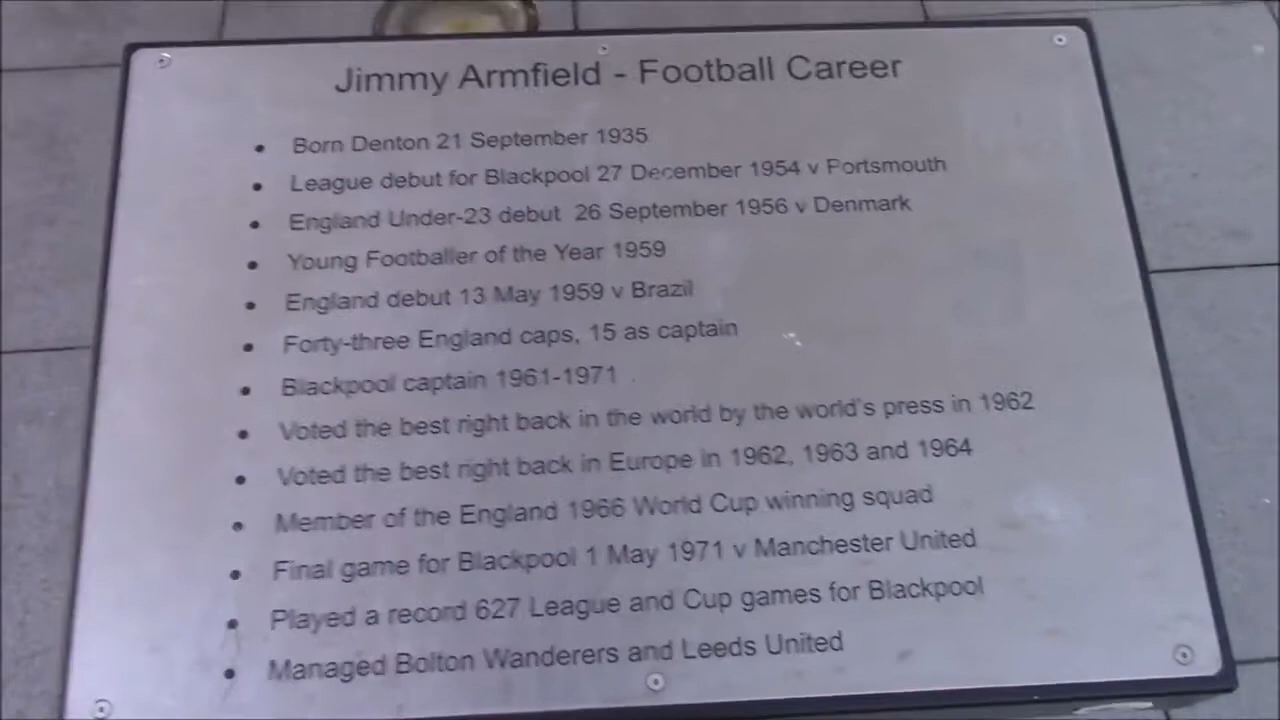 Jimmy Armfield - Football Career
• Born Denton 21 September 1935
• League debut for Blackpool 27 December 1954 v Portsmouth
• England Under-23 debut 26 September 1956 v Denmark
• Young Footballer of the Year 1959
• England debut 13 May 1959 v Brazil
• Forty-three England caps, 15 as captain
• Blackpool captain 1961-1971
• Voted the best right back in the world by the world's press in 1962
• Voted the best right back in Europe in 1962, 1963 and 1964
• Member of the England 1966 World Cup winning squad
• Final game for Blackpool 1 May 1971 v Manchester United
• Played a record 627 League and Cup games for Blackpool
• Managed Bolton Wanderers and Leeds United